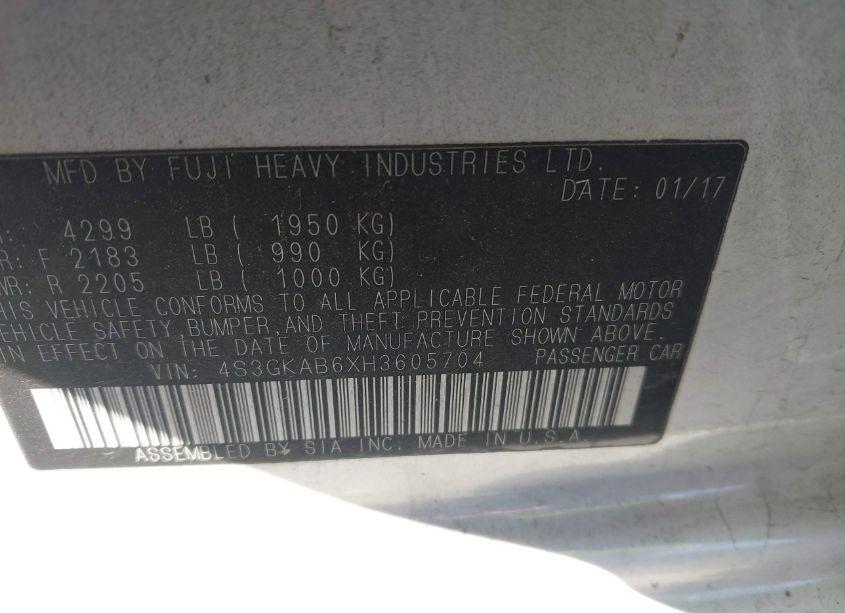 MFD BY FUJI HEAVY INDUSTRIES LTD.
DATE: 01/17
: 4299 LB ( 1950 KG)
R: F 2183 LB ( 990 KG)
WR: R 2205 LB ( 1000 KG)
HIS VEHICLE CONFORMS TO ALL APPLICABLE FEDERAL MOTOR
EHICLE SAFETY, BUMPER, AND THEFT PREVENTION STANDARDS
IN EFFECT ON THE DATE OF MANUFACTURE SHOWN ABOVE.
VIN: 4S3GKAB6XH3605704 PASSENGER CAR
ASSEMBLED BY SIA INC. MADE IN U.S.A